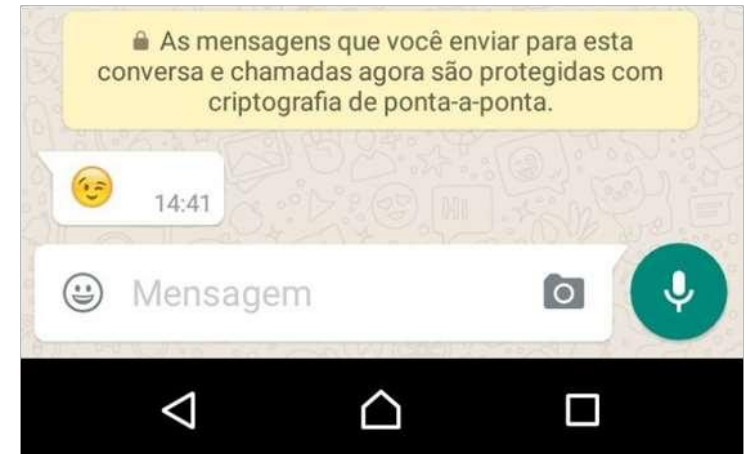 As mensagens que você enviar para esta
conversa e chamadas agora são protegidas com
criptografia de ponta-a-ponta.
14:41
Mensagem
HI